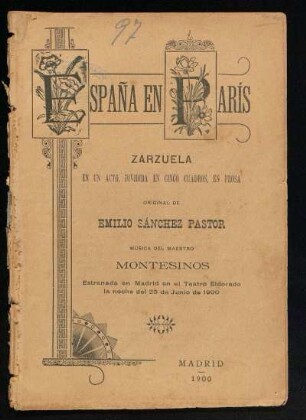 97
ESPAÑA EN PARÍS
ZARZUELA
EN UN ACTO, DIVIDIDA EN CINCO CUADROS, EN PROSA
ORIGINAL DE
EMILIO SÁNCHEZ PASTOR
MÚSICA DEL MAESTRO
MONTESINOS
Estrenada en Madrid en el Teatro Eldorado
la noche del 23 de Junio de 1900
MADRID
1900